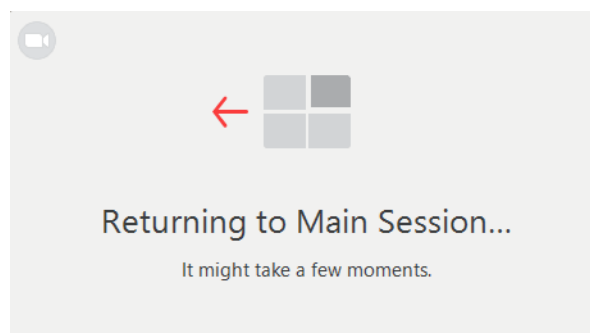 Returning to Main Session...
It might take a few moments.